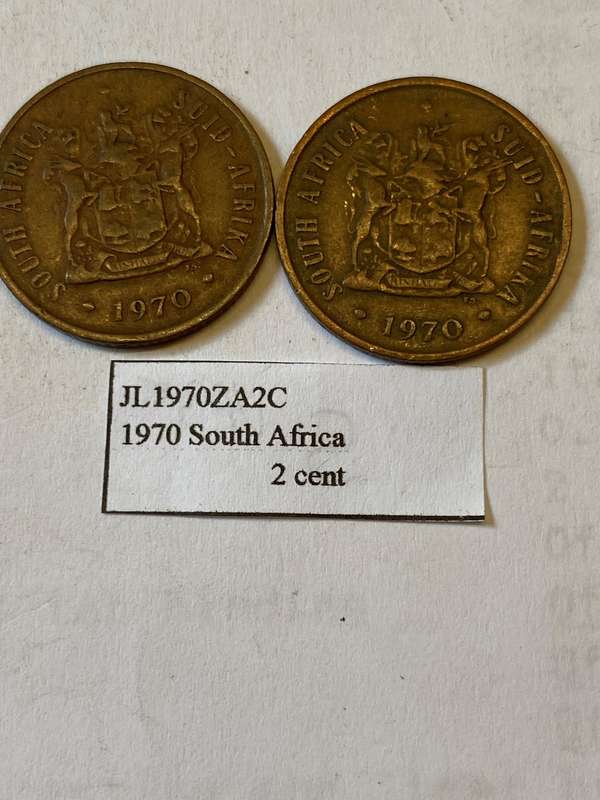 SOUTH AFRICA SUID-AFRIKA
1970
SOUTH AFRICA SUID-AFRIKA
1970
JL1970ZA2C
1970 South Africa
2 cent